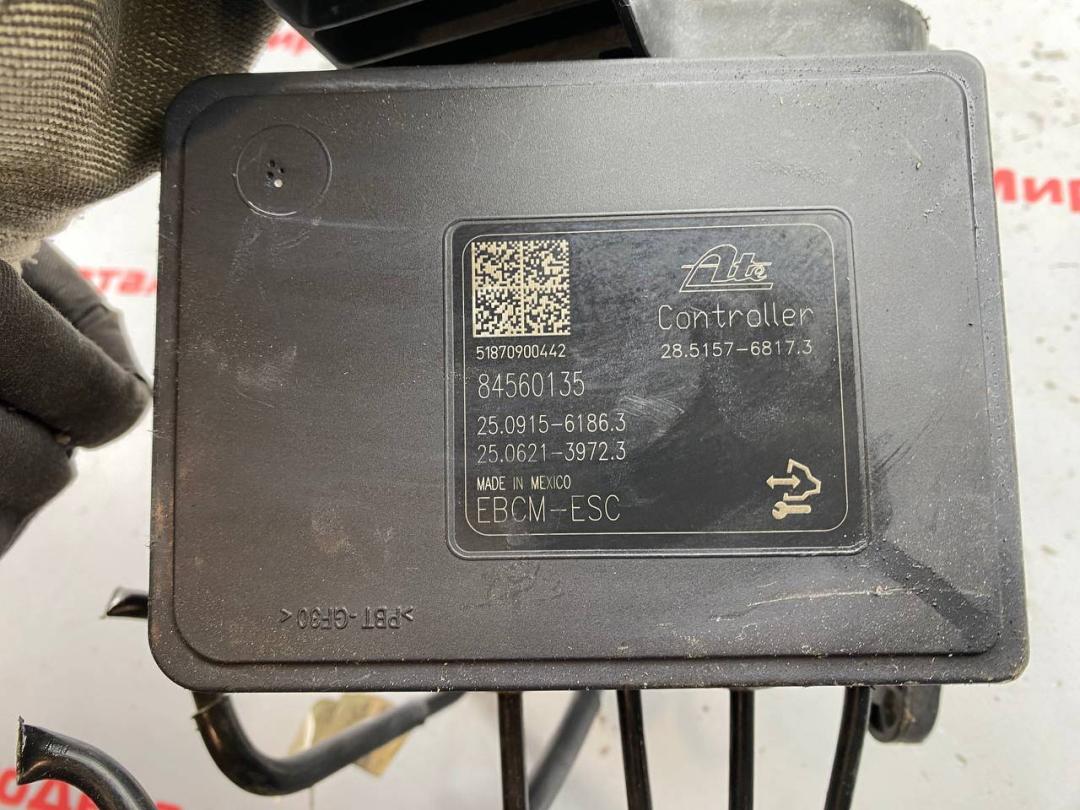 Ate
Controller
28.5157-6817.3
51870900442
84560135
25.0915-6186.3
25.0621-3972.3
MADE IN MEXICO
EBCM-ESC
>PBT-GF30<
Мир